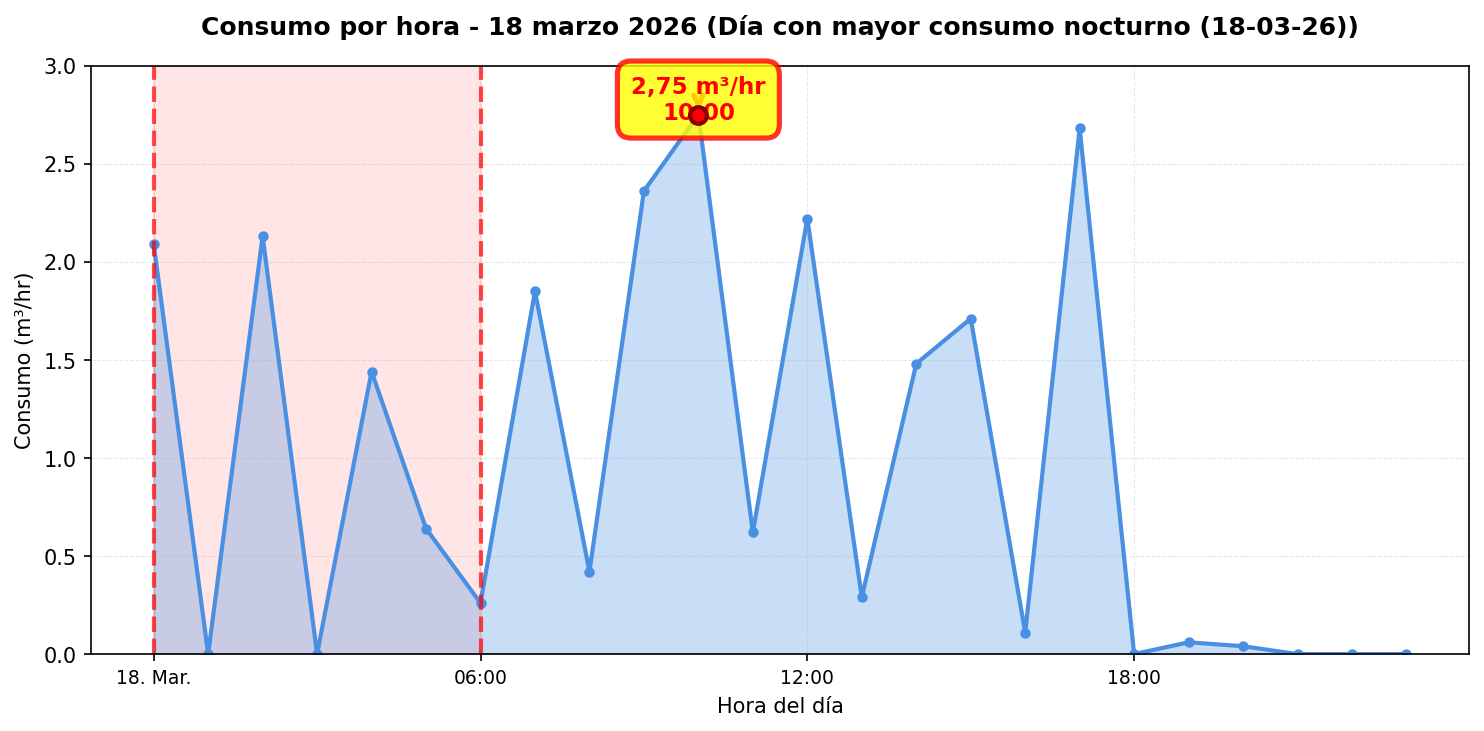 Consumo por hora - 18 marzo 2026 (Día con mayor consumo nocturno (18-03-26))
2,75 m³/hr
10:00
Consumo (m³/hr)
3.0
2.5
2.0
1.5
1.0
0.5
0.0
18. Mar.
06:00
12:00
18:00
Hora del día